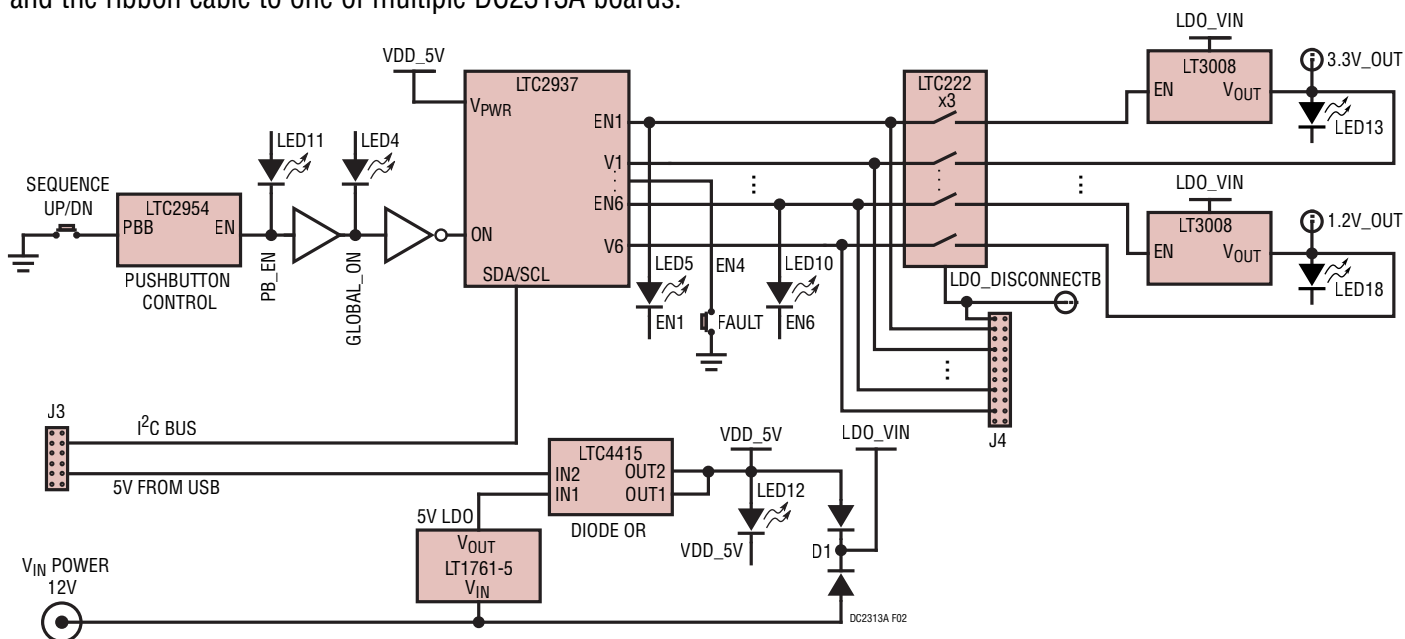 and the ribbon cable to one of multiple DC2313A boards.
LDO_VIN
VDD_5V
LTC2937
VPWR
LTC222
x3
LT3008
EN
VOUT
3.3V_OUT
LED13
EN1
LED11
LED4
V1
SEQUENCE
UP/DN
LTC2954
PBB
EN
ON
EN6
LDO_VIN
LT3008
EN
VOUT
1.2V_OUT
LED18
V6
PUSHBUTTON
CONTROL
PB_EN
GLOBAL_ON
SDA/SCL
LED5
EN4
LED10
LDO_DISCONNECTB
EN1
FAULT
EN6
J3
I2C BUS
5V FROM USB
J4
LTC4415
IN2
OUT2
IN1
OUT1
DIODE OR
VDD_5V
LDO_VIN
LED12
VDD_5V
D1
5V LDO
VOUT
LT1761-5
VIN
VIN POWER
12V
DC2313A F02